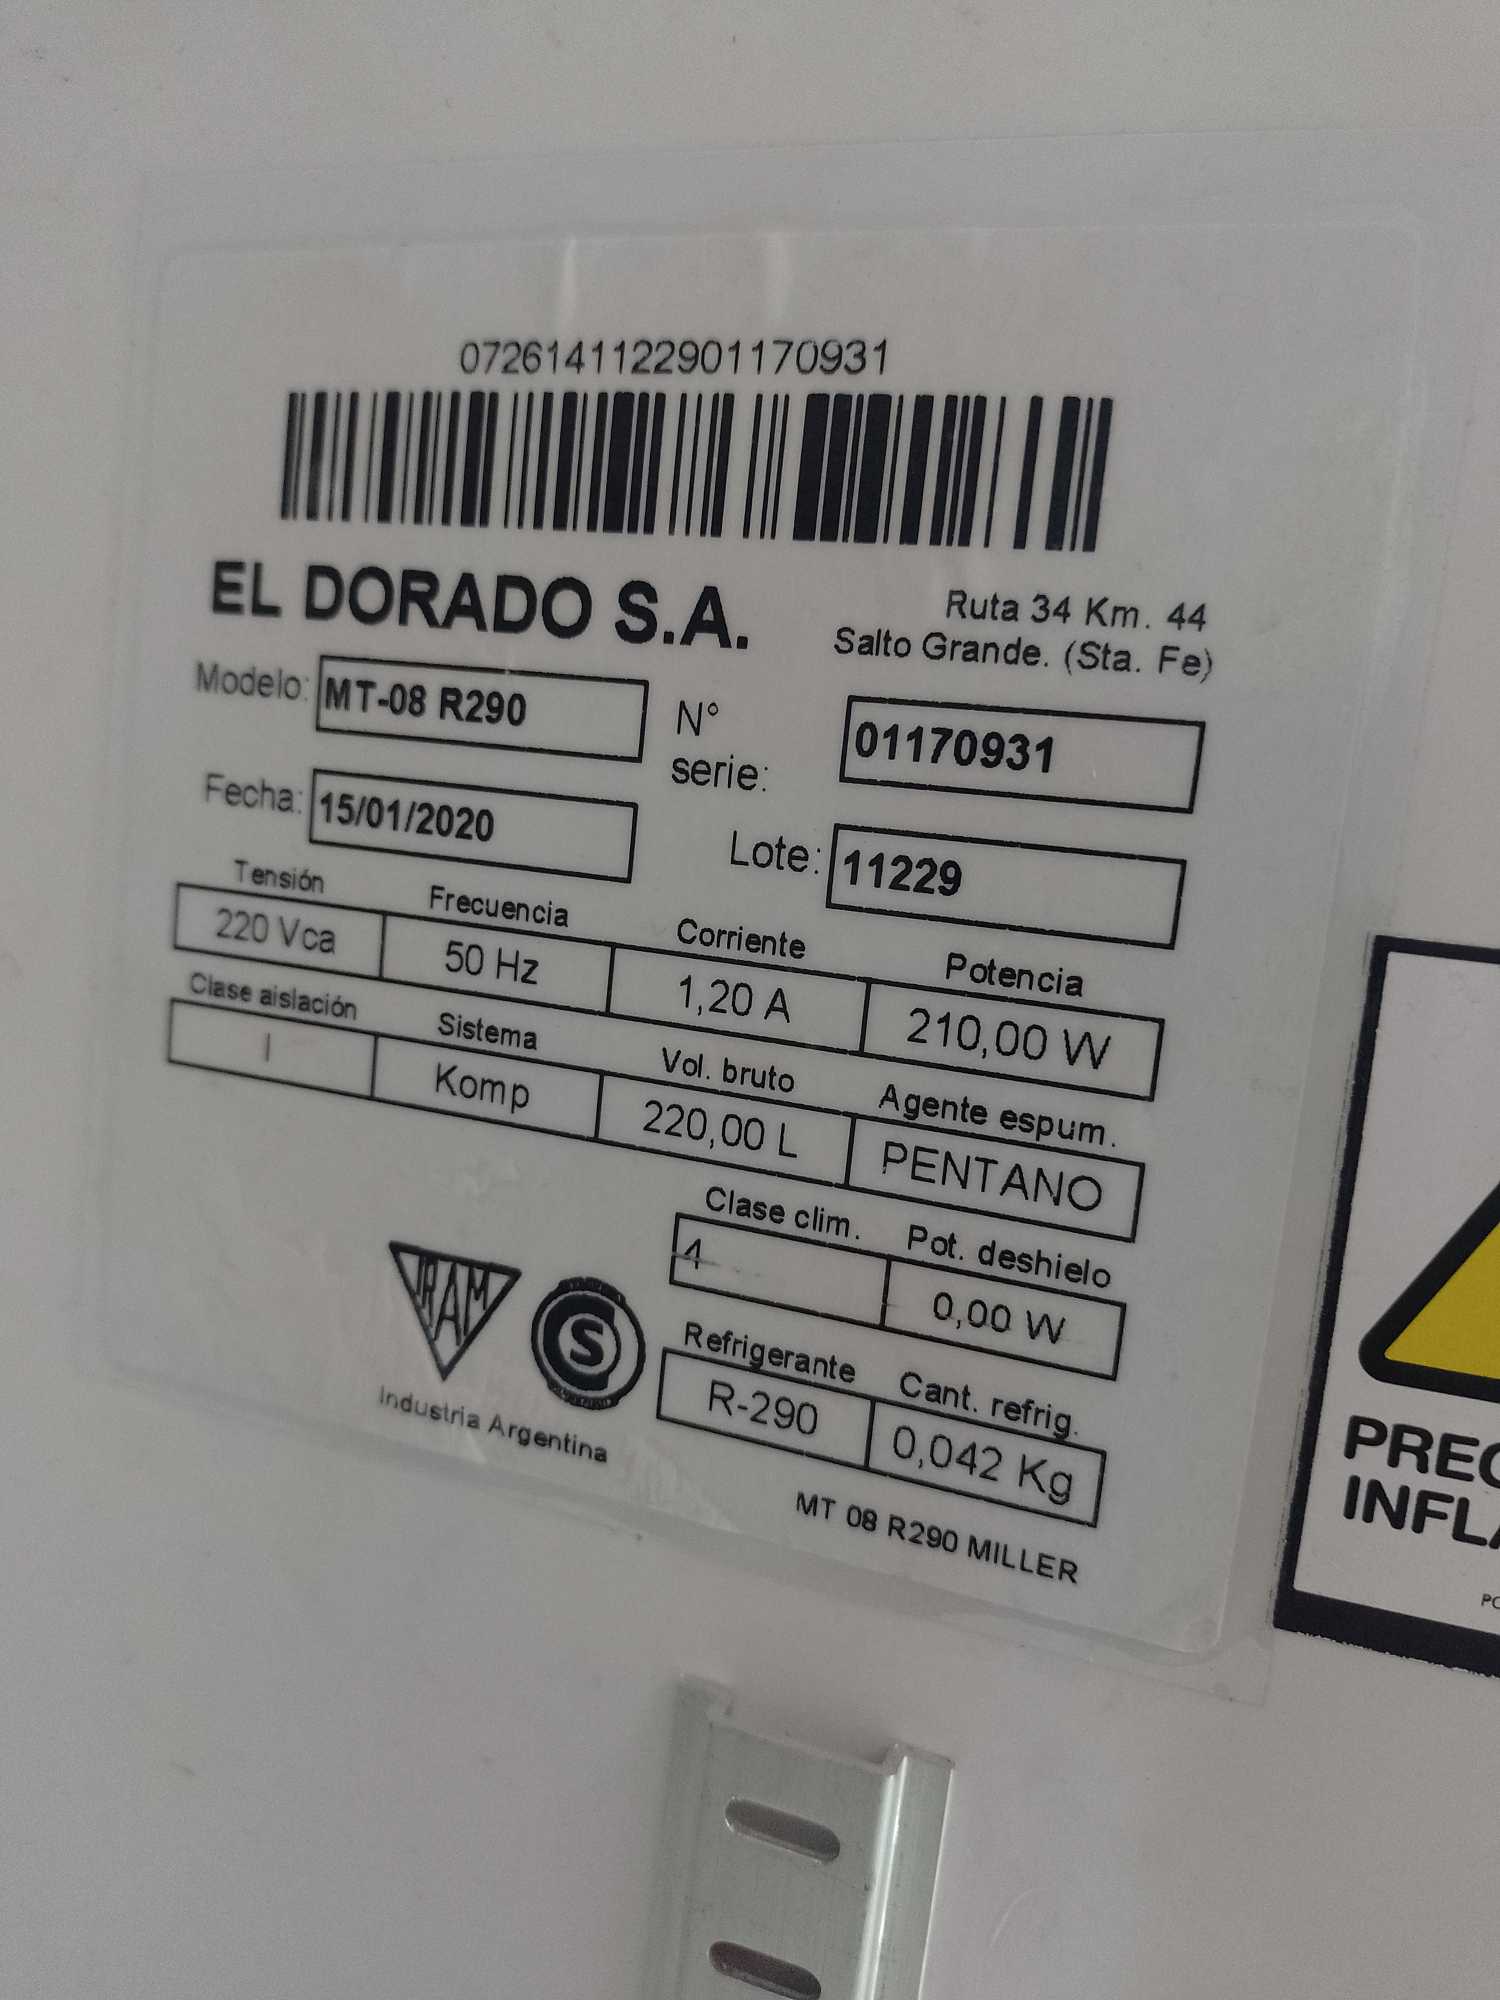 0726141122901170931
EL DORADO S.A.
Ruta 34 Km. 44
Salto Grande. (Sta. Fe)
Modelo: MT-08 R290
N° serie: 01170931
Fecha: 15/01/2020
Lote: 11229
Tensión Frecuencia Corriente Potencia
220 Vca 50 Hz 1,20 A 210,00 W
Clase aislación Sistema Vol. bruto Agente espum.
I Komp 220,00 L PENTANO
Clase clim. Pot. deshielo
4 0,00 W
IRAM S
Refrigerante Cant. refrig.
R-290 0,042 Kg
Industria Argentina
MT 08 R290 MILLER